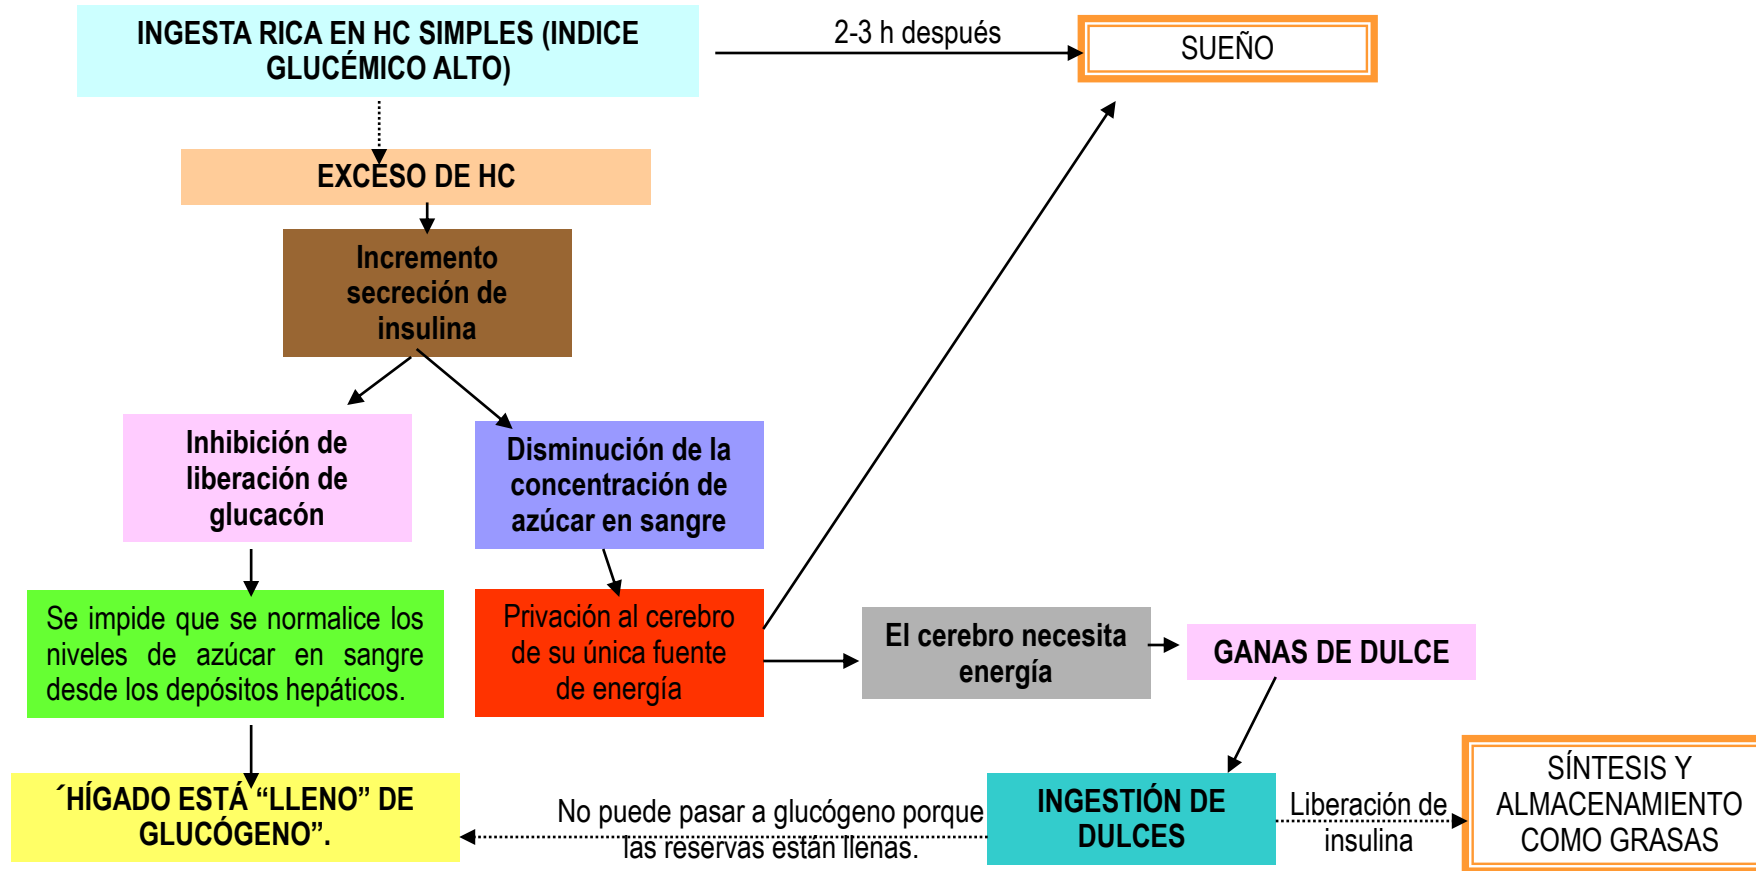 INGESTA RICA EN HC SIMPLES (INDICE
GLUCÉMICO ALTO)
2-3 h después
SUEÑO
EXCESO DE HC
Incremento
secreción de
insulina
Inhibición de
liberación de
glucacón
Disminución de la
concentración de
azúcar en sangre
Se impide que se normalice los
niveles de azúcar en sangre
desde los depósitos hepáticos.
Privación al cerebro
de su única fuente
de energía
El cerebro necesita
energía
GANAS DE DULCE
´HÍGADO ESTÁ “LLENO” DE
GLUCÓGENO”.
No puede pasar a glucógeno porque
las reservas están llenas.
INGESTIÓN DE
DULCES
Liberación de
insulina
SÍNTESIS Y
ALMACENAMIENTO
COMO GRASAS